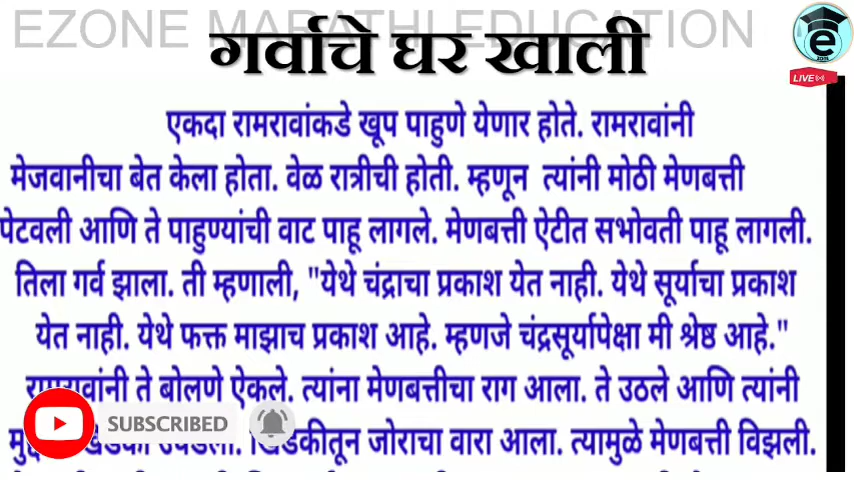 EZONE MARATHI EDUCATION
गर्वाचे घर खाली
e
LIVE
एकदा रामरावांकडे खूप पाहुणे येणार होते. रामरावांनी
मेजवानीचा बेत केला होता. वेळ रात्रीची होती. म्हणून त्यांनी मोठी मेणबत्ती
पेटवली आणि ते पाहुण्यांची वाट पाहू लागले. मेणबत्ती ऐटीत सभोवती पाहू लागली.
तिला गर्व झाला. ती म्हणाली, "येथे चंद्राचा प्रकाश येत नाही. येथे सूर्याचा प्रकाश
येत नाही. येथे फक्त माझाच प्रकाश आहे. म्हणजे चंद्रसूर्यापेक्षा मी श्रेष्ठ आहे."
रामरावांनी ते बोलणे ऐकले. त्यांना मेणबत्तीचा राग आला. ते उठले आणि त्यांनी
SUBSCRIBED
खिडकीतून जोराचा वारा आला. त्यामुळे मेणबत्ती विझली.